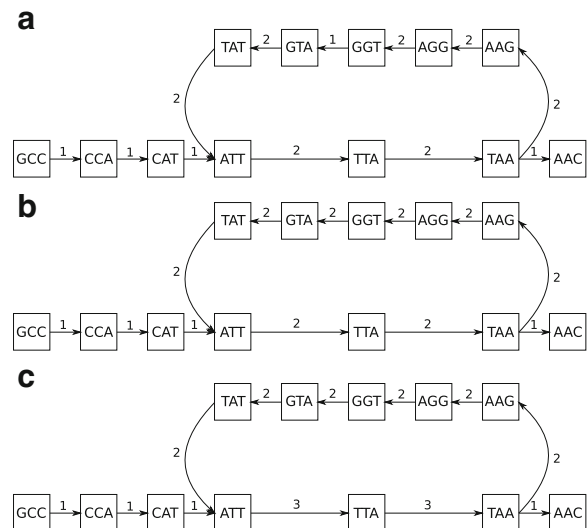 a
TAT 2 GTA 1 GGT 2 AGG 2 AAG
2 2
GCC 1 CCA 1 CAT 1 ATT 2 TTA 2 TAA 1 AAC
b
TAT 2 GTA 2 GGT 2 AGG 2 AAG
2 2
GCC 1 CCA 1 CAT 1 ATT 2 TTA 2 TAA 1 AAC
c
TAT 2 GTA 2 GGT 2 AGG 2 AAG
2 2
GCC 1 CCA 1 CAT 1 ATT 3 TTA 3 TAA 1 AAC